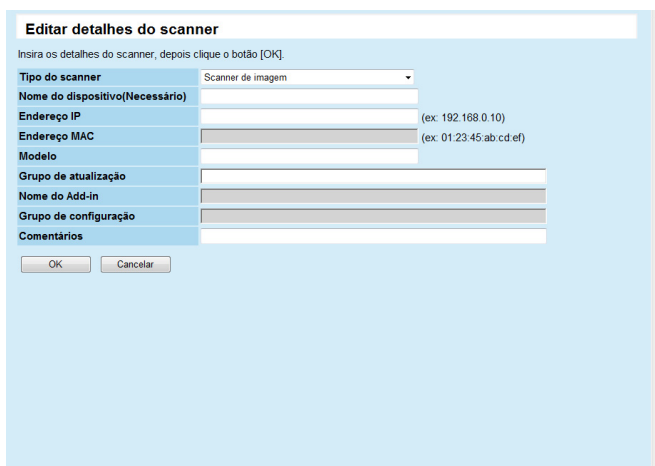 Editar detalhes do scanner
Insira os detalhes do scanner, depois clique o botão [OK].
Tipo do scanner Scanner de imagem
Nome do dispositivo(Necessário)
Endereço IP (ex: 192.168.0.10)
Endereço MAC (ex: 01:23:45:ab:cd:ef)
Modelo
Grupo de atualização
Nome do Add-in
Grupo de configuração
Comentários
OK Cancelar